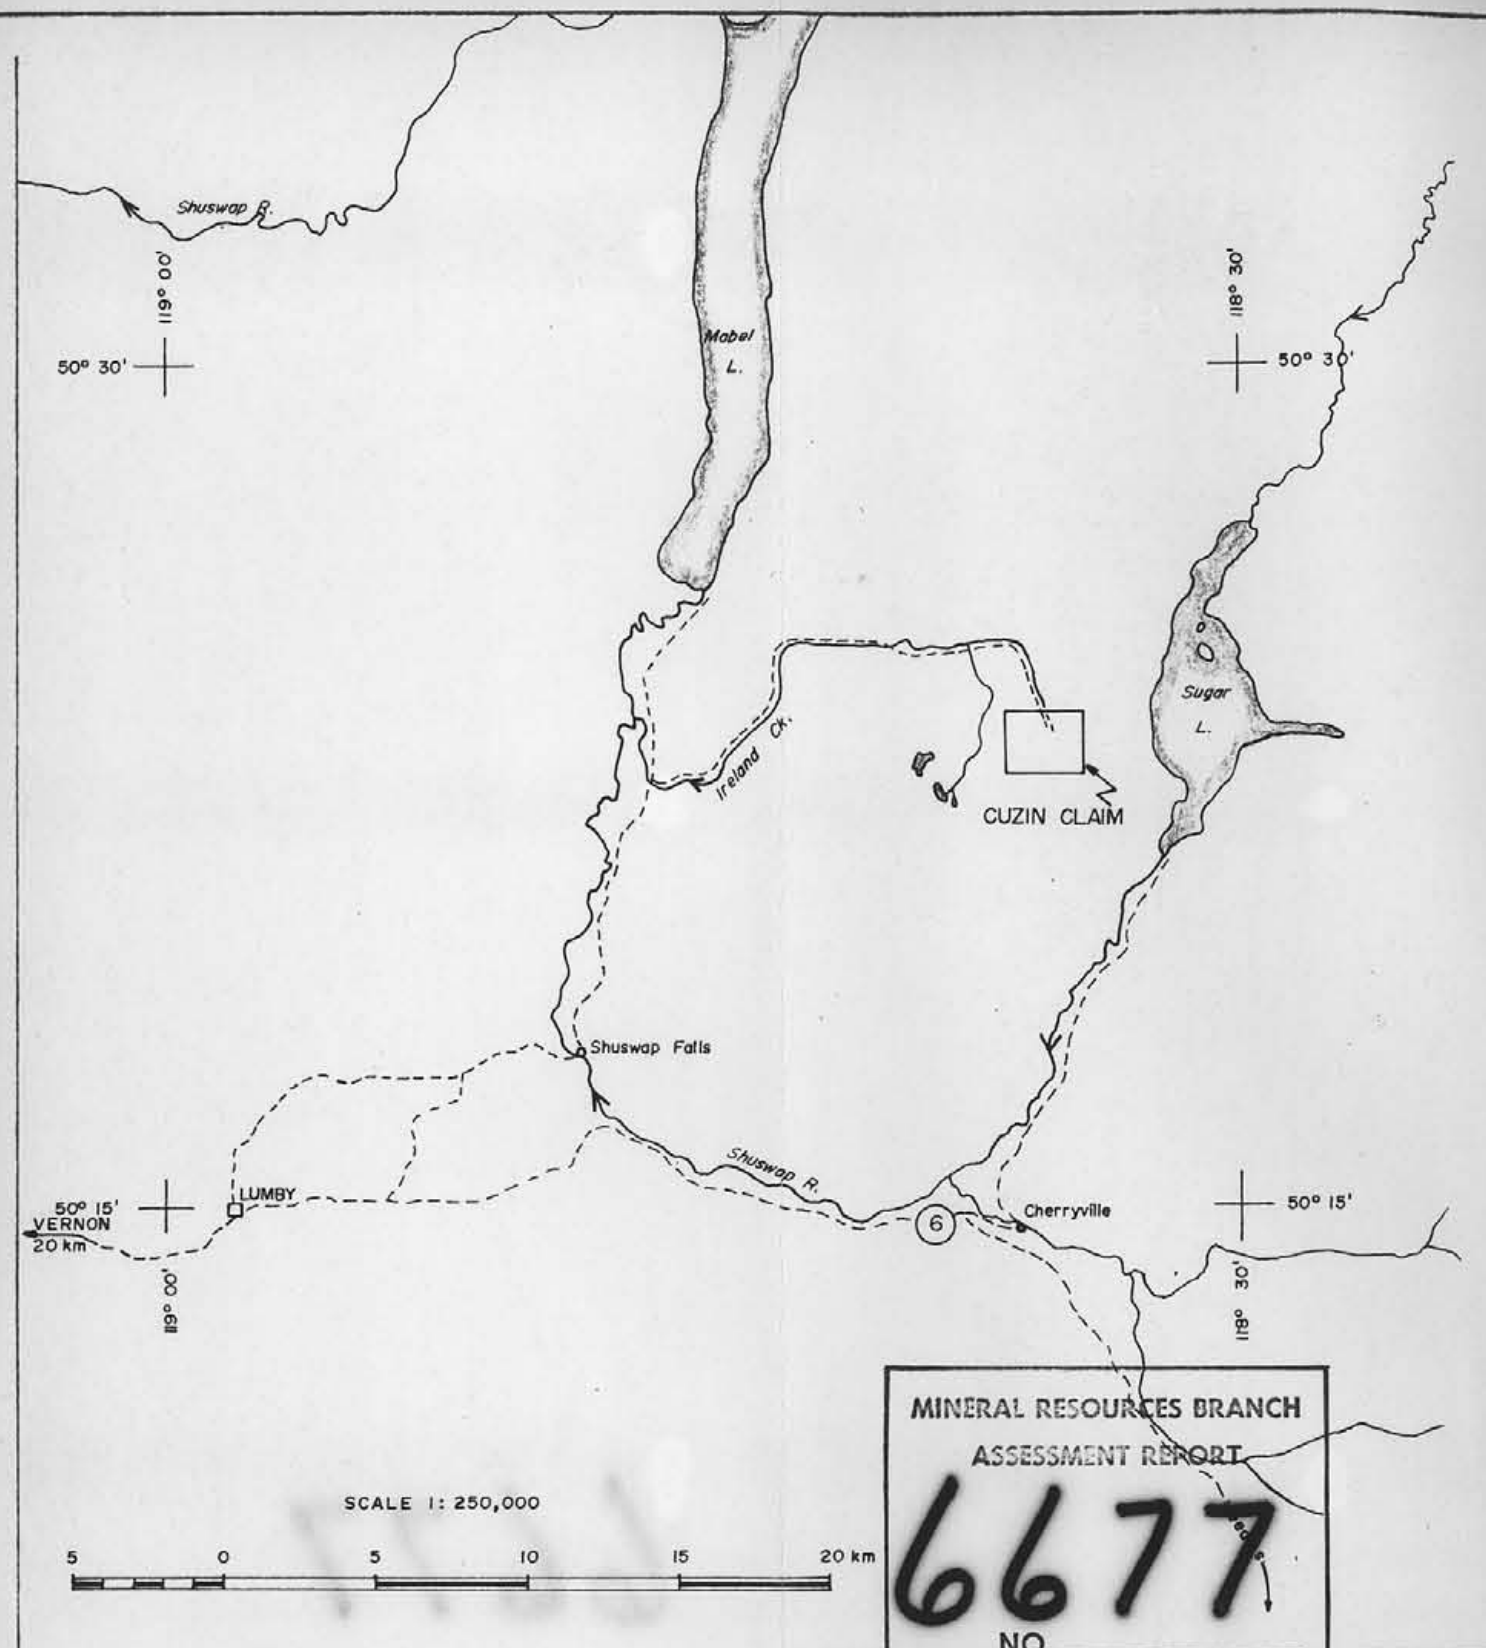 Shuswap R.
119° 00'
118° 30'
50° 30'
50° 30'
Mabel
L.
Sugar
L.
Ireland Ck.
CUZIN CLAIM
Shuswap Falls
Shuswap R.
LUMBY
50° 15'
VERNON
20 km
6
Cherryville
50° 15'
119° 00'
118° 30'
MINERAL RESOURCES BRANCH
ASSESSMENT REPORT
6677
NO
SCALE 1: 250,000
5 0 5 10 15 20 km